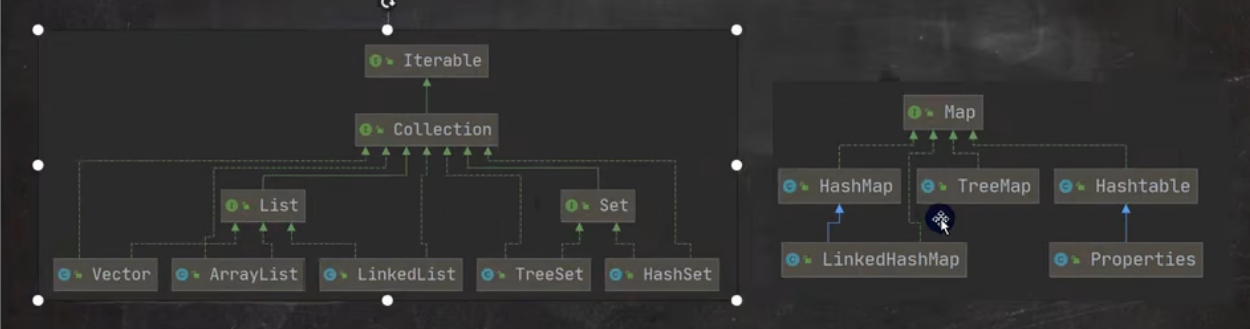 Iterable
Collection
List
Set
Vector
ArrayList
LinkedList
TreeSet
HashSet
Map
HashMap
TreeMap
Hashtable
LinkedHashMap
Properties